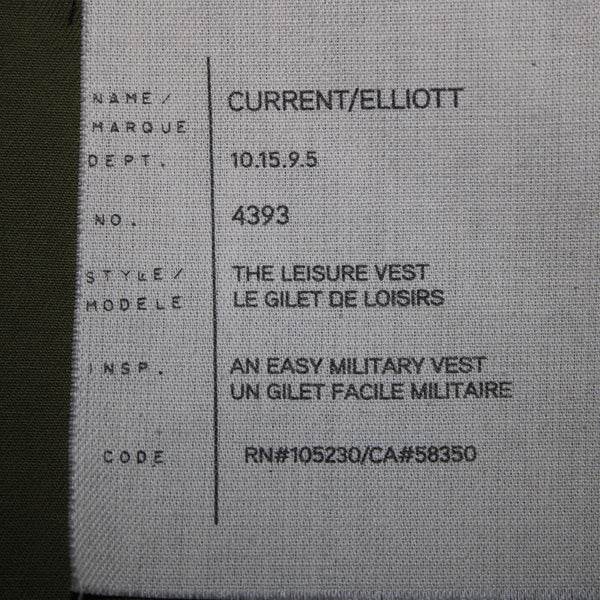 NAME/ CURRENT/ELLIOTT
MARQUE
DEPT. 10.15.9.5
NO. 4393
STYLE/ THE LEISURE VEST
MODÈLE LE GILET DE LOISIRS
INSP. AN EASY MILITARY VEST
UN GILET FACILE MILITAIRE
CODE RN#105230/CA#58350